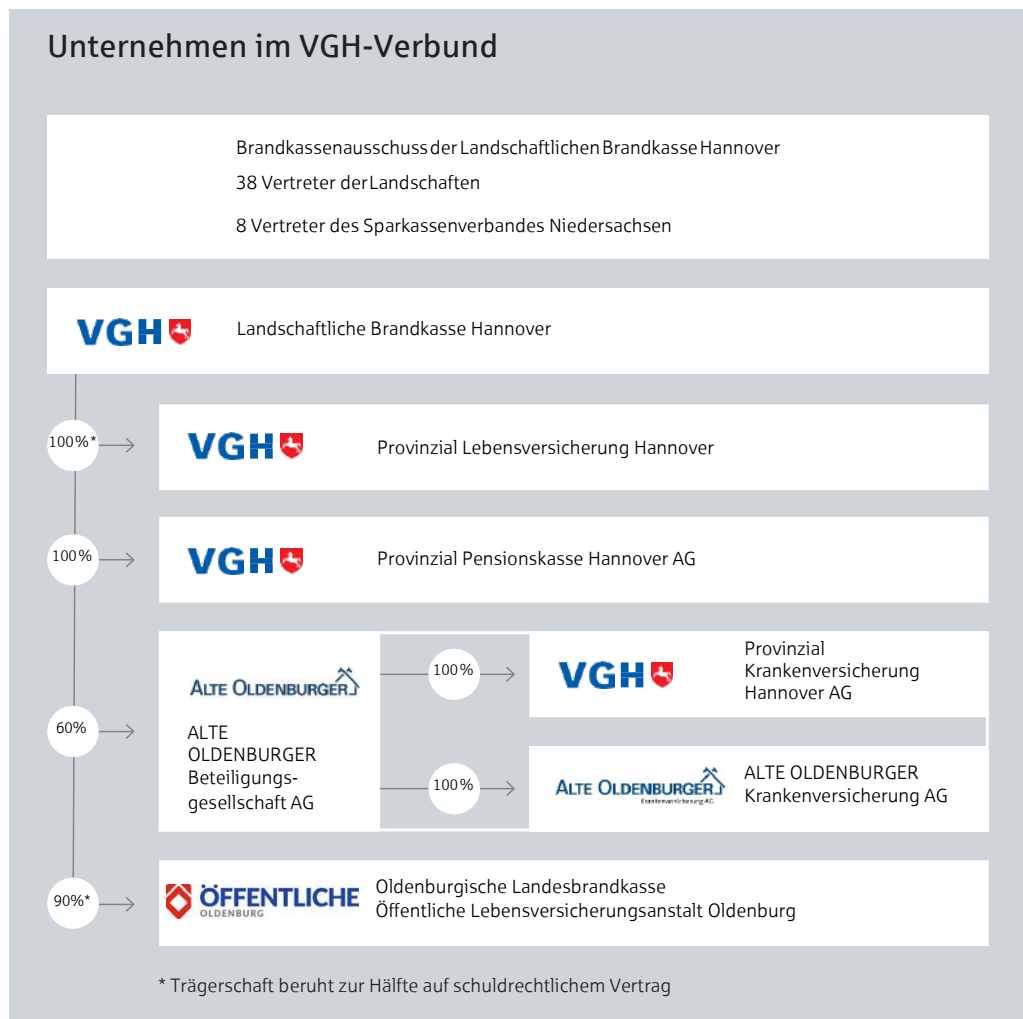 Unternehmen im VGH-Verbund
Brandkassenausschuss der Landschaftlichen Brandkasse Hannover
38 Vertreter der Landschaften
8 Vertreter des Sparkassenverbandes Niedersachsen
VGH
Landschaftliche Brandkasse Hannover
100%*
VGH
Provinzial Lebensversicherung Hannover
100%
VGH
Provinzial Pensionskasse Hannover AG
60%
ALTE OLDENBURGER
ALTE
OLDENBURGER
Beteiligungs-
gesellschaft AG
100%
VGH
Provinzial
Krankenversicherung
Hannover AG
100%
ALTE OLDENBURGER
Krankenversicherung AG
ALTE OLDENBURGER
Krankenversicherung AG
90%*
ÖFFENTLICHE
OLDENBURG
Oldenburgische Landesbrandkasse
Öffentliche Lebensversicherungsanstalt Oldenburg
* Trägerschaft beruht zur Hälfte auf schuldrechtlichem Vertrag